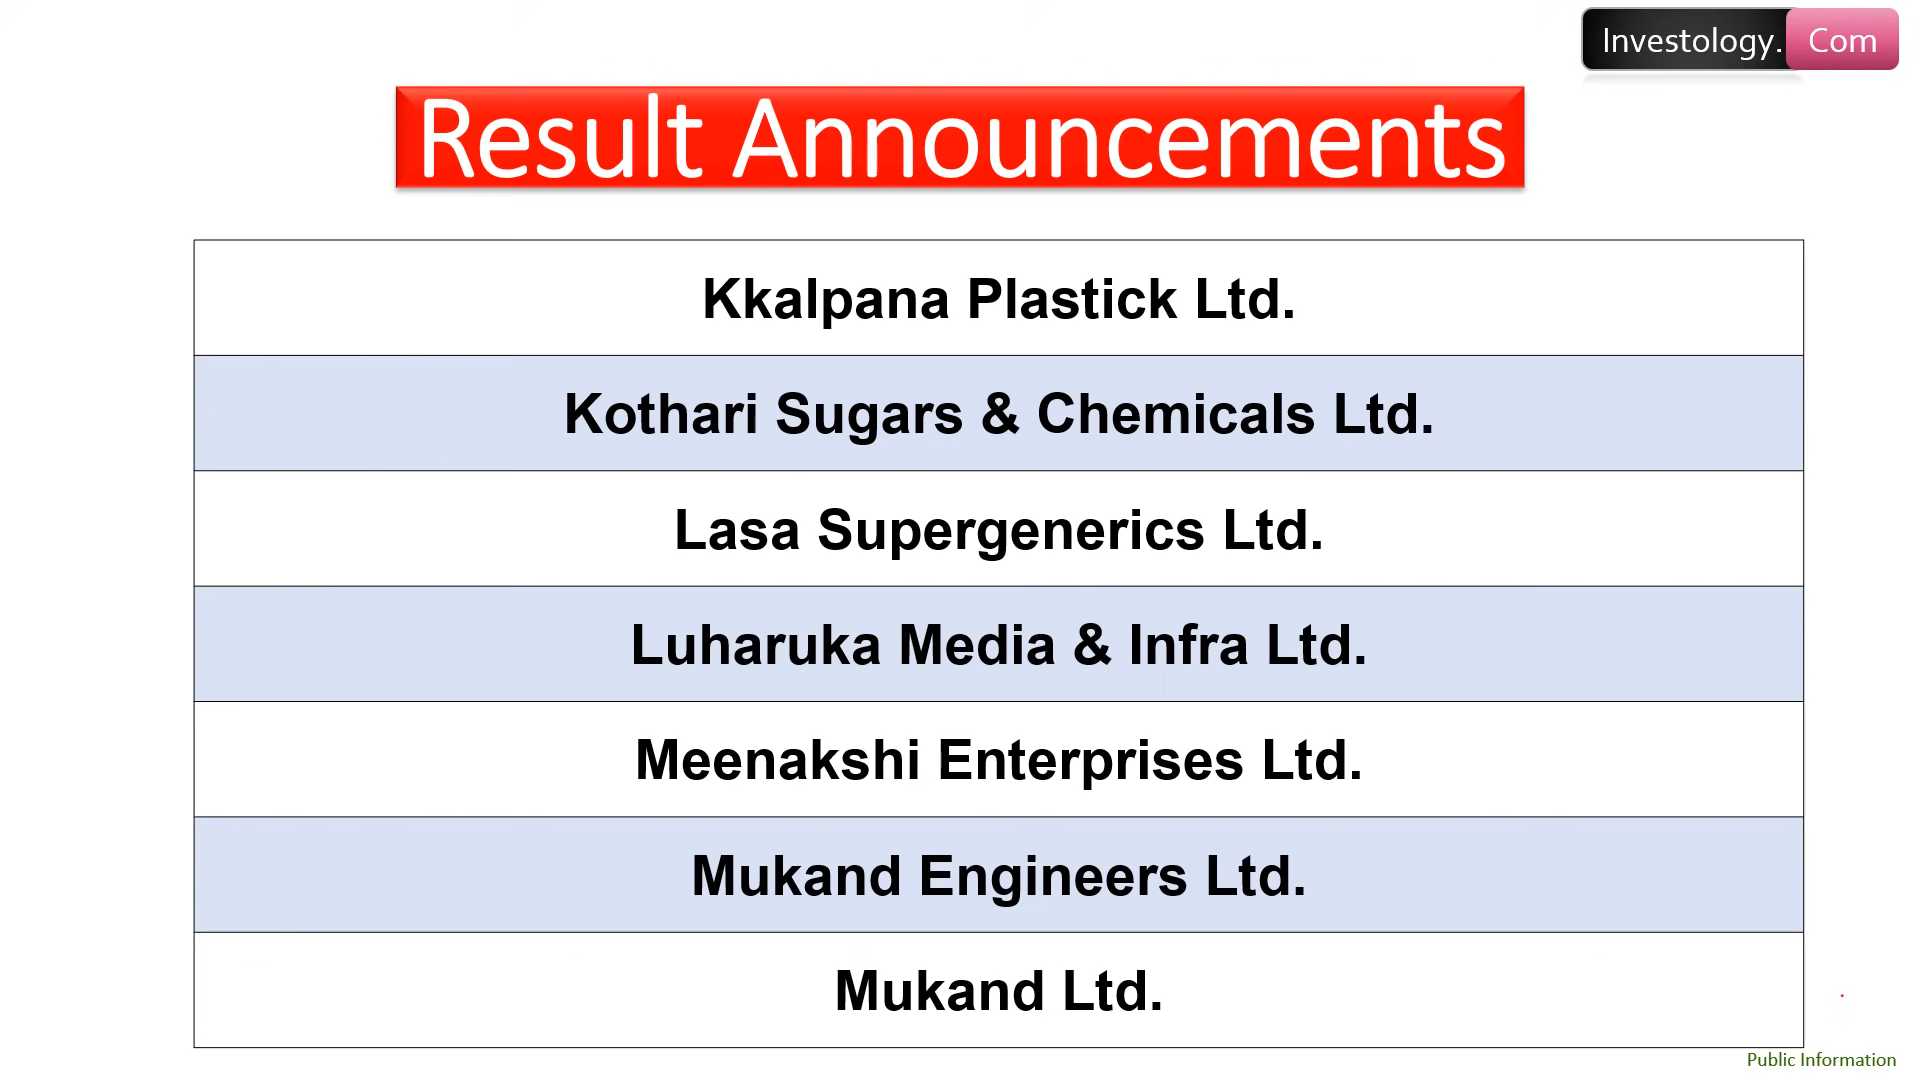 Investology. Com
Result Announcements
Kkalpana Plastick Ltd.
Kothari Sugars & Chemicals Ltd.
Lasa Supergenerics Ltd.
Luharuka Media & Infra Ltd.
Meenakshi Enterprises Ltd.
Mukand Engineers Ltd.
Mukand Ltd.
Public Information